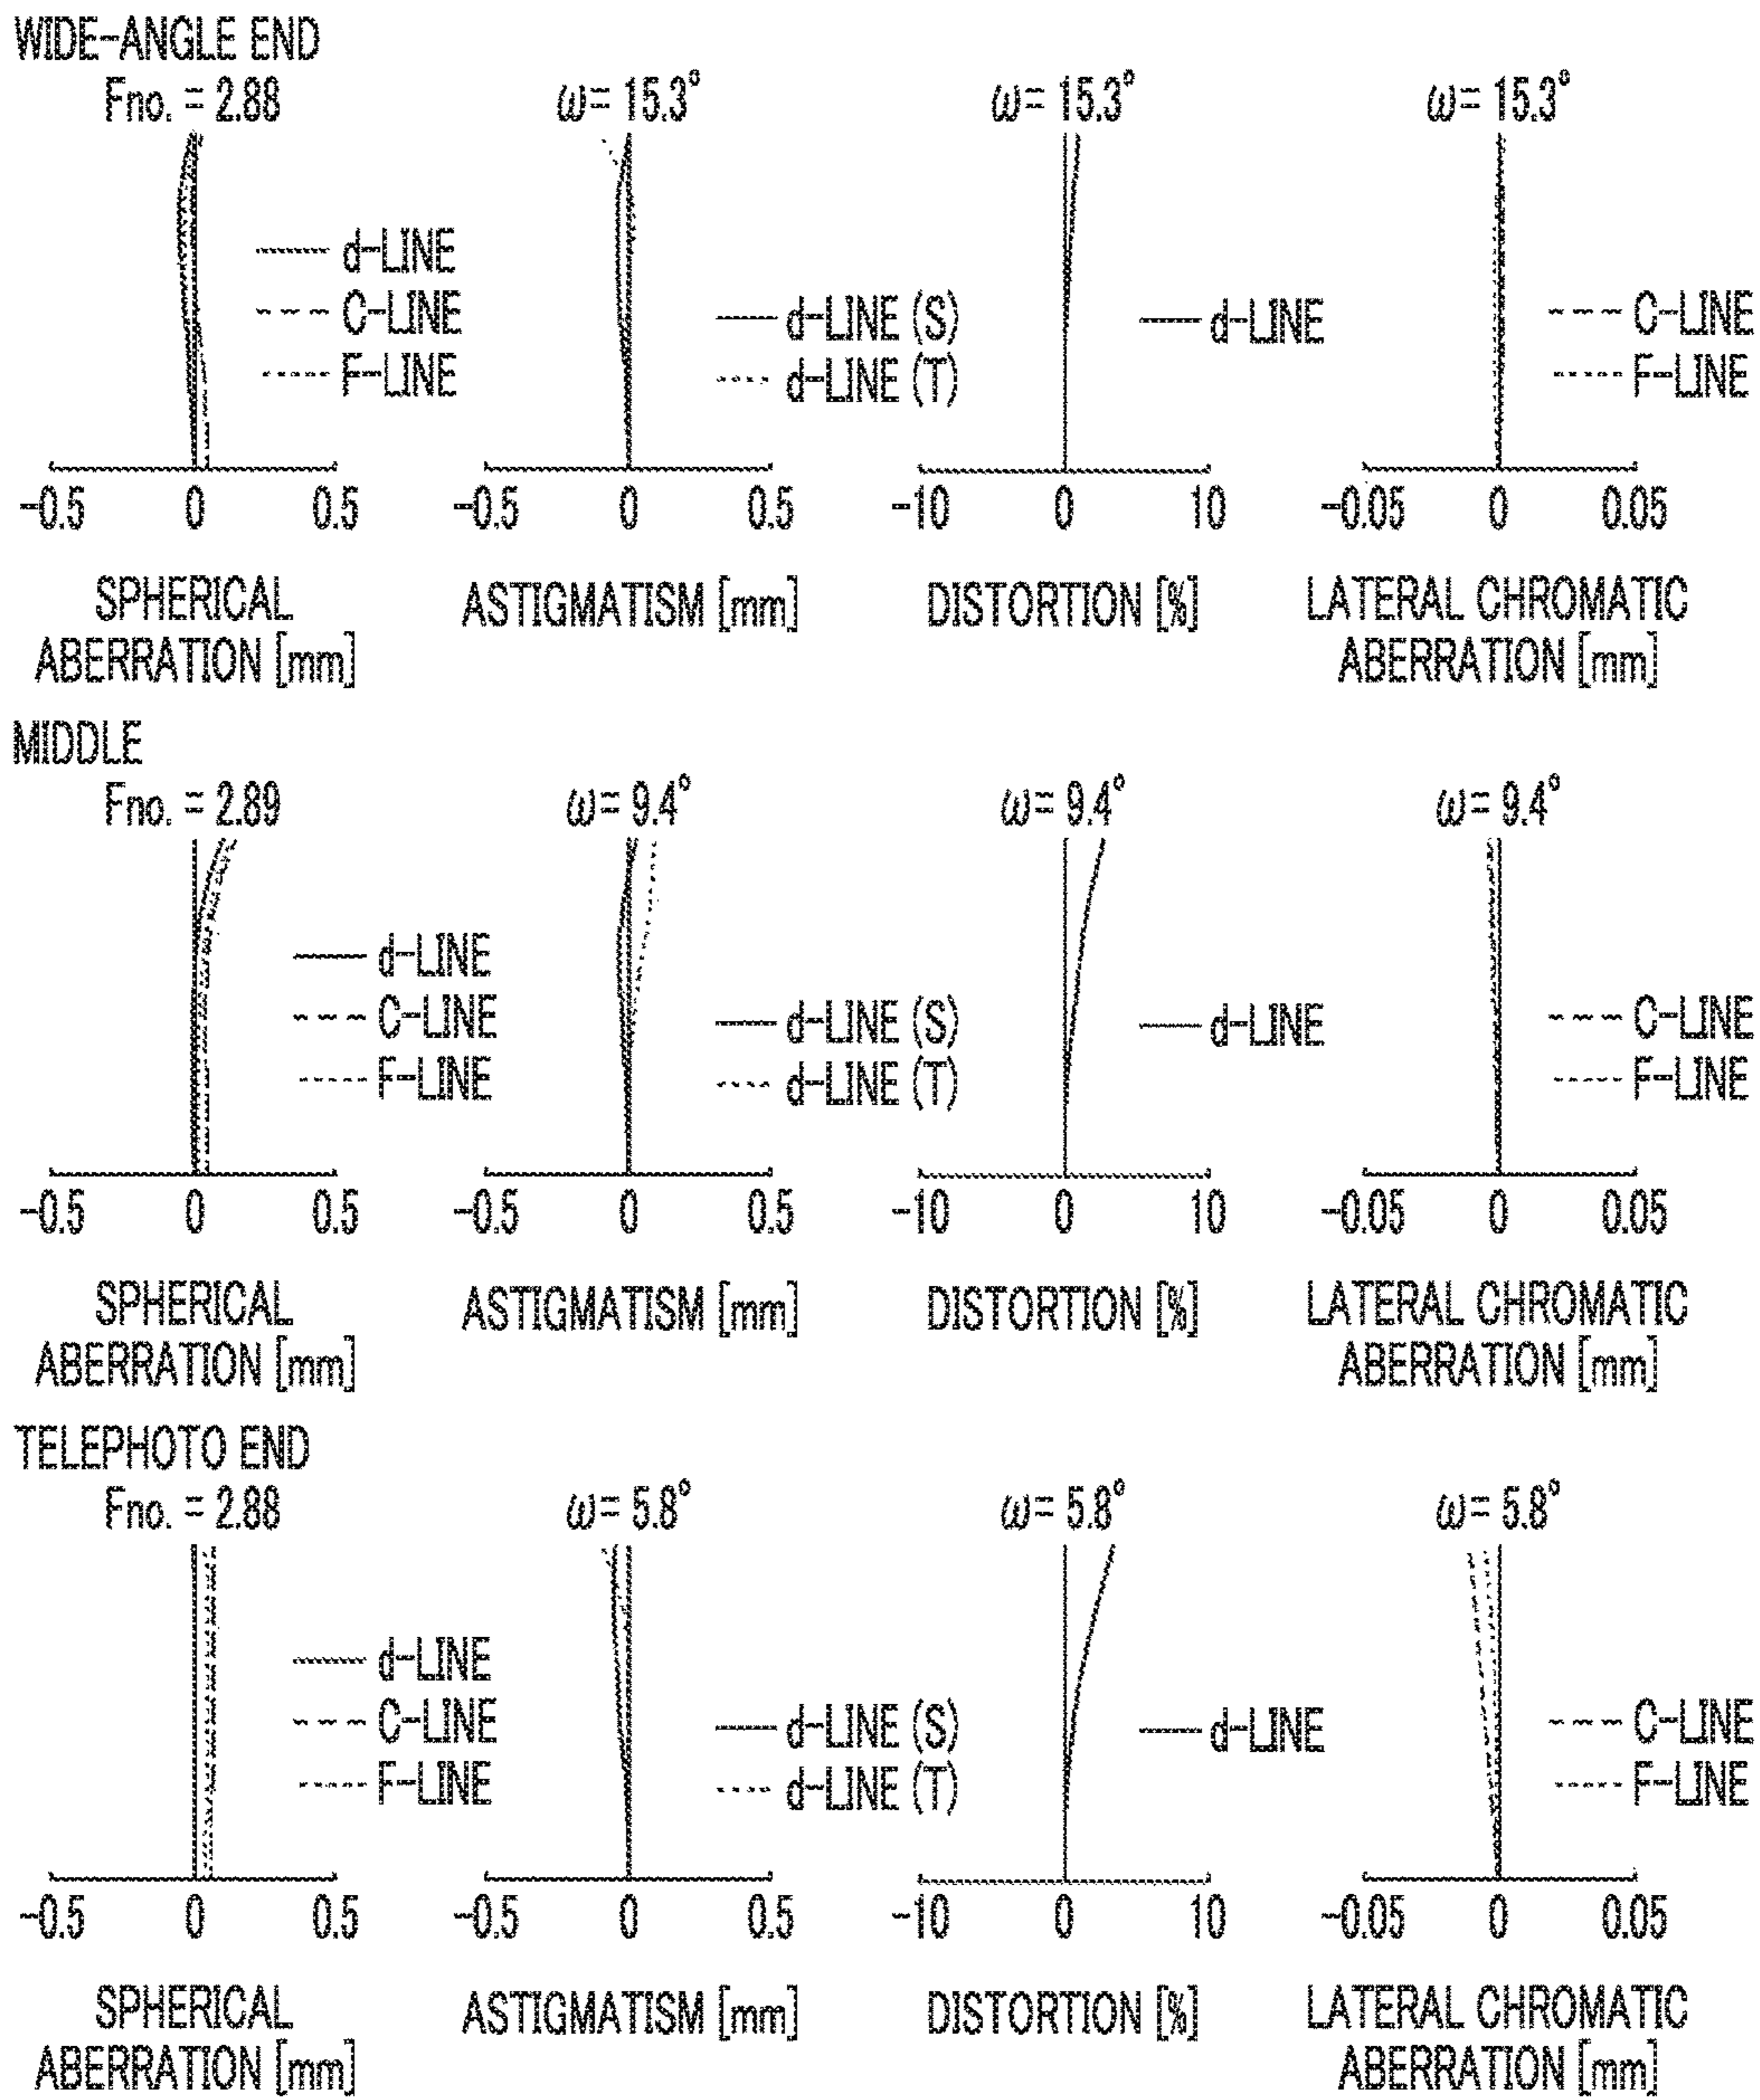 WIDE-ANGLE END
Fno. = 2.88
ω= 15.3°
ω= 15.3°
ω= 15.3°
d-LINE
C-LINE
F-LINE
d-LINE (S)
d-LINE (T)
d-LINE
C-LINE
F-LINE
-0.5 0 0.5
-0.5 0 0.5
-10 0 10
-0.05 0 0.05
SPHERICAL
ABERRATION [mm]
ASTIGMATISM [mm]
DISTORTION [%]
LATERAL CHROMATIC
ABERRATION [mm]
MIDDLE
Fno. = 2.89
ω= 9.4°
ω= 9.4°
ω= 9.4°
d-LINE
C-LINE
F-LINE
d-LINE (S)
d-LINE (T)
d-LINE
C-LINE
F-LINE
-0.5 0 0.5
-0.5 0 0.5
-10 0 10
-0.05 0 0.05
SPHERICAL
ABERRATION [mm]
ASTIGMATISM [mm]
DISTORTION [%]
LATERAL CHROMATIC
ABERRATION [mm]
TELEPHOTO END
Fno. = 2.88
ω= 5.8°
ω= 5.8°
ω= 5.8°
d-LINE
C-LINE
F-LINE
d-LINE (S)
d-LINE (T)
d-LINE
C-LINE
F-LINE
-0.5 0 0.5
-0.5 0 0.5
-10 0 10
-0.05 0 0.05
SPHERICAL
ABERRATION [mm]
ASTIGMATISM [mm]
DISTORTION [%]
LATERAL CHROMATIC
ABERRATION [mm]